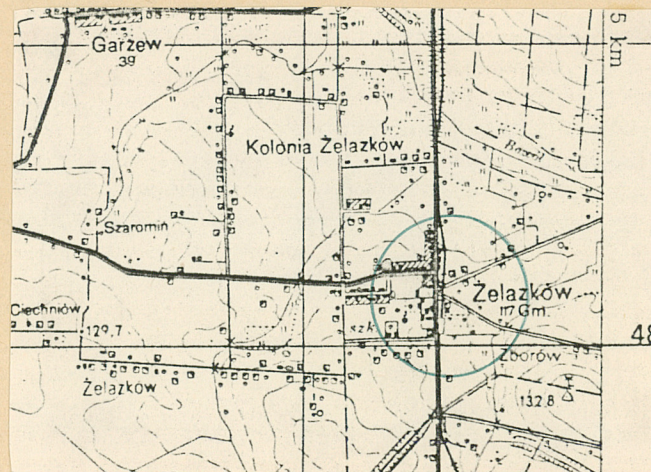 Garzew
39
5 km
Kolonia Żelazków
Szaromin
Ciechniów
Żelazków
117 Gm.
szk
129,7
48
Zborów
Żelazków
132.8